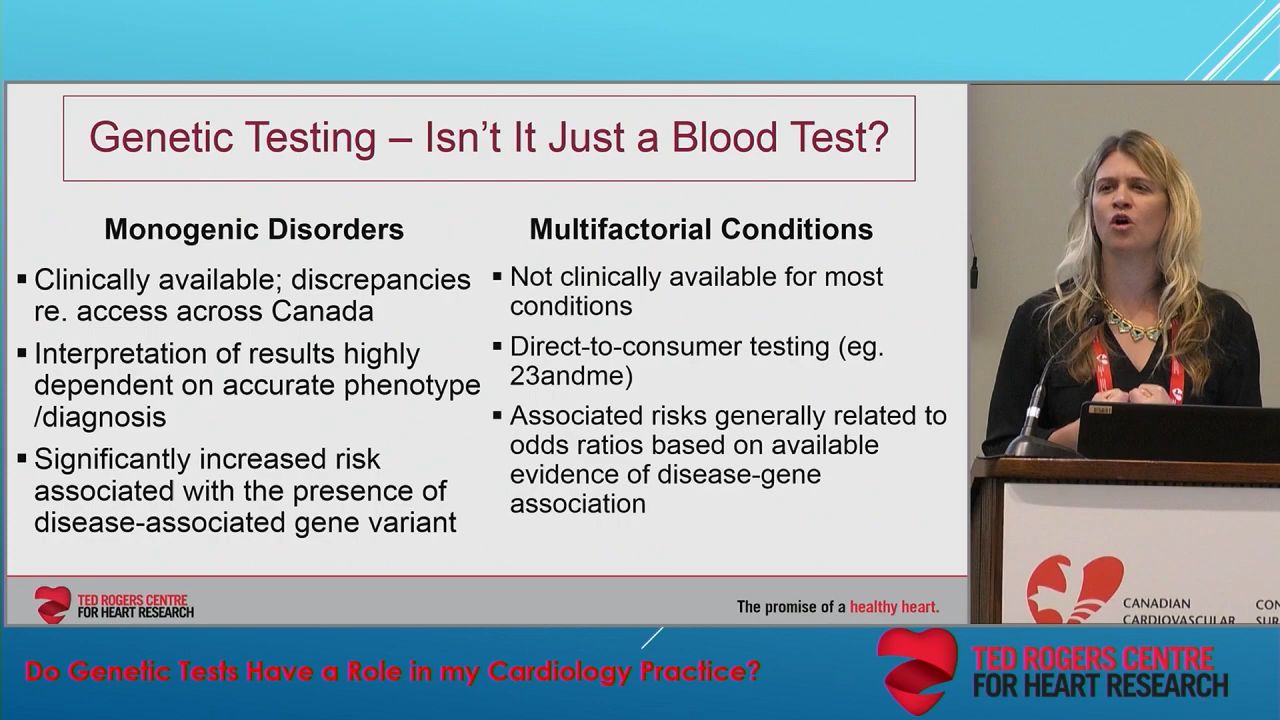 Genetic Testing – Isn't It Just a Blood Test?
Monogenic Disorders
▪ Clinically available; discrepancies
re. access across Canada
▪ Interpretation of results highly
dependent on accurate phenotype
/diagnosis
▪ Significantly increased risk
associated with the presence of
disease-associated gene variant
Multifactorial Conditions
▪ Not clinically available for most
conditions
▪ Direct-to-consumer testing (eg.
23andme)
▪ Associated risks generally related to
odds ratios based on available
evidence of disease-gene
association
TED ROGERS CENTRE
FOR HEART RESEARCH
The promise of a healthy heart.
CANADIAN
CARDIOVASCULAR
CON
SUR
Do Genetic Tests Have a Role in my Cardiology Practice?
TED ROGERS CENTRE
FOR HEART RESEARCH